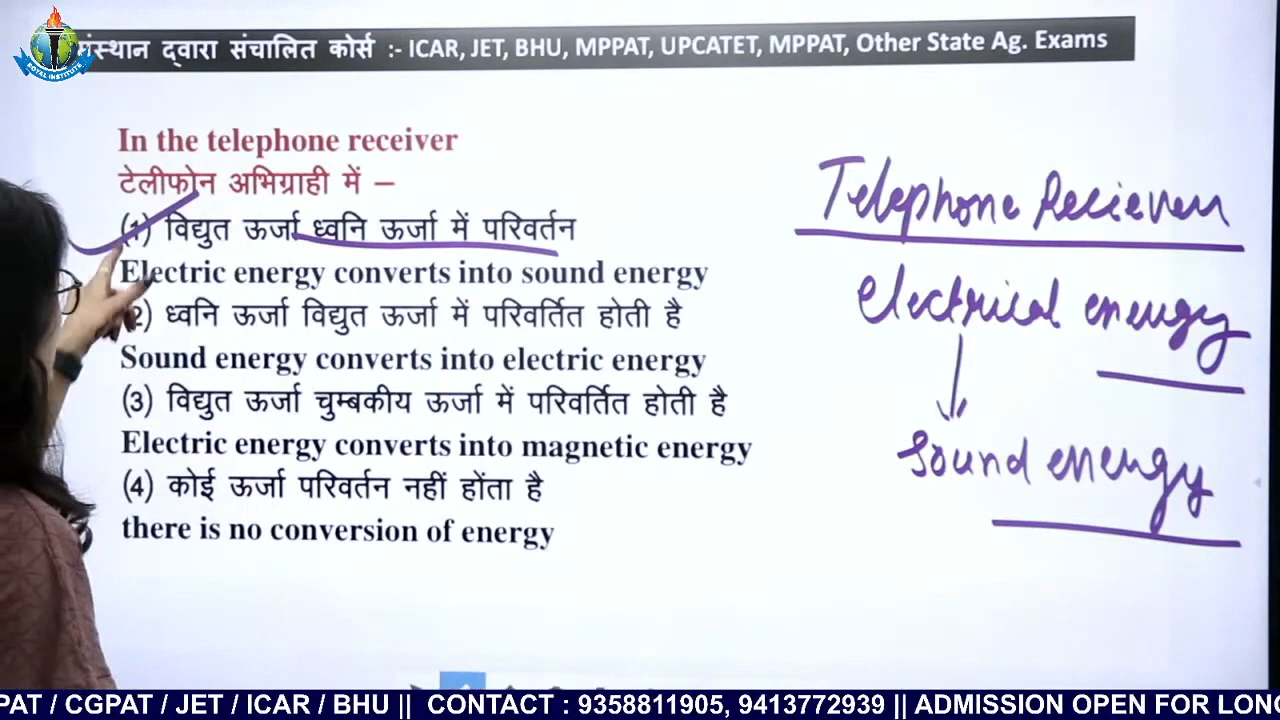 संस्थान द्वारा संचालित कोर्स :- ICAR, JET, BHU, MPPAT, UPCATET, MPPAT, Other State Ag. Exams
ROYAL INSTITUTE
In the telephone receiver
टेलीफोन अभिग्राही में –
(1) विद्युत ऊर्जा ध्वनि ऊर्जा में परिवर्तन
Electric energy converts into sound energy
(2) ध्वनि ऊर्जा विद्युत ऊर्जा में परिवर्तित होती है
Sound energy converts into electric energy
(3) विद्युत ऊर्जा चुम्बकीय ऊर्जा में परिवर्तित होती है
Electric energy converts into magnetic energy
(4) कोई ऊर्जा परिवर्तन नहीं होंता है
there is no conversion of energy
Telephone Reciever
electrical energy
Sound energy
PAT / CGPAT / JET / ICAR / BHU || CONTACT : 9358811905, 9413772939 || ADMISSION OPEN FOR LONG